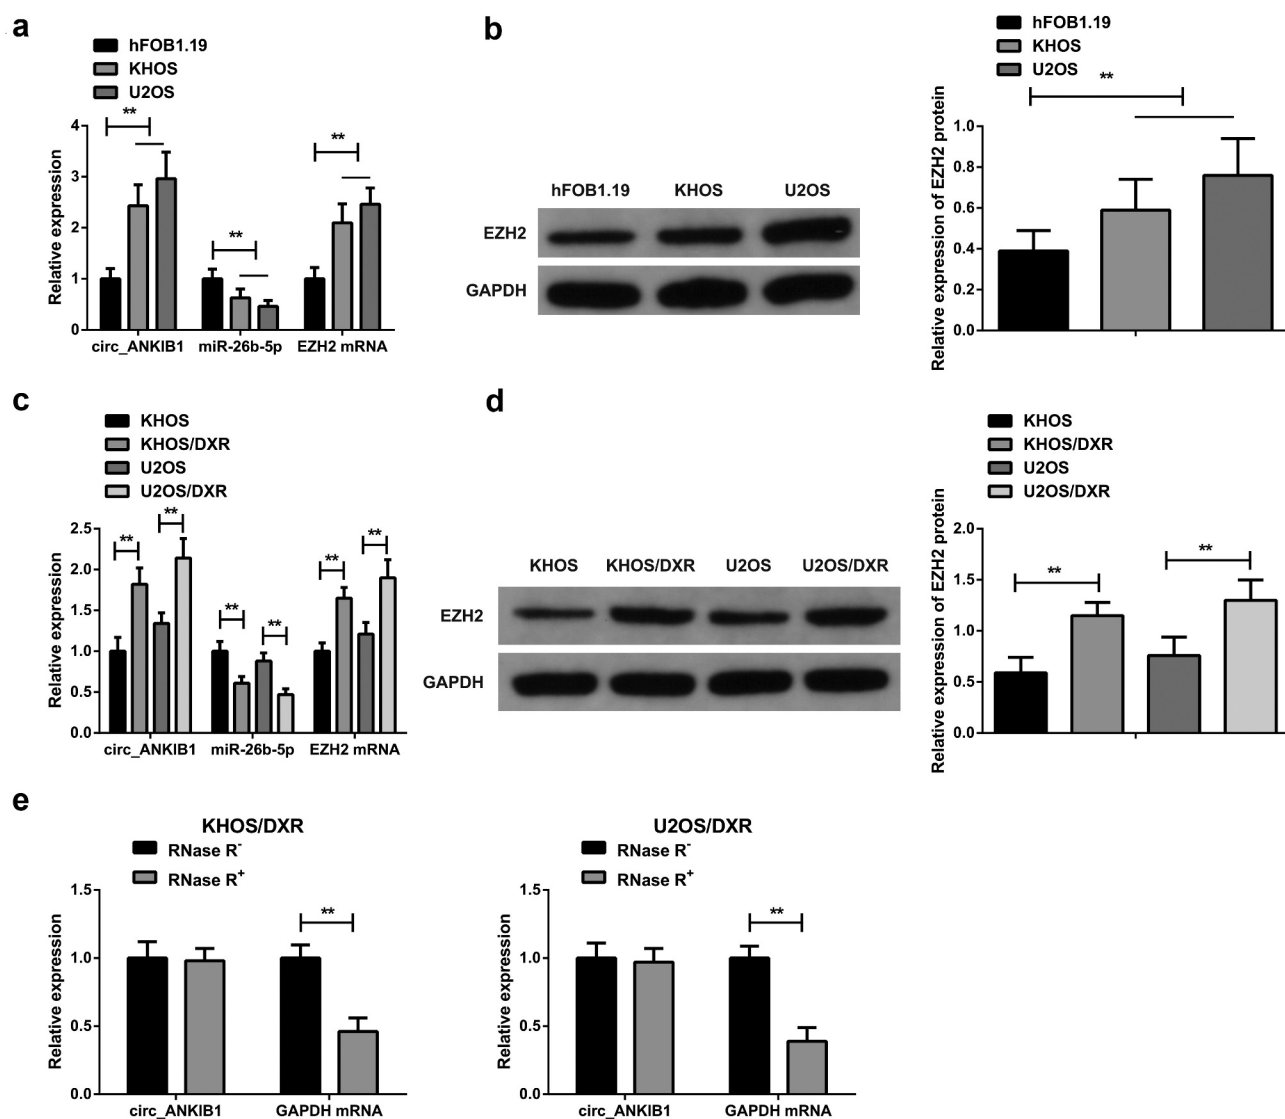 a
hFOB1.19
KHOS
U2OS
Relative expression
4
3
2
1
0
**
**
**
circ_ANKIB1
miR-26b-5p
EZH2 mRNA
b
hFOB1.19
KHOS
U2OS
EZH2
GAPDH
hFOB1.19
KHOS
U2OS
Relative expression of EZH2 protein
1.0
0.8
0.6
0.4
0.2
0.0
**
c
KHOS
KHOS/DXR
U2OS
U2OS/DXR
Relative expression
2.5
2.0
1.5
1.0
0.5
0.0
**
**
**
**
**
**
circ_ANKIB1
miR-26b-5p
EZH2 mRNA
d
KHOS
KHOS/DXR
U2OS
U2OS/DXR
EZH2
GAPDH
KHOS
KHOS/DXR
U2OS
U2OS/DXR
Relative expression of EZH2 protein
2.0
1.5
1.0
0.5
0.0
**
**
e
KHOS/DXR
RNase R⁻
RNase R⁺
Relative expression
1.5
1.0
0.5
0.0
**
circ_ANKIB1
GAPDH mRNA
U2OS/DXR
RNase R⁻
RNase R⁺
Relative expression
1.5
1.0
0.5
0.0
**
circ_ANKIB1
GAPDH mRNA